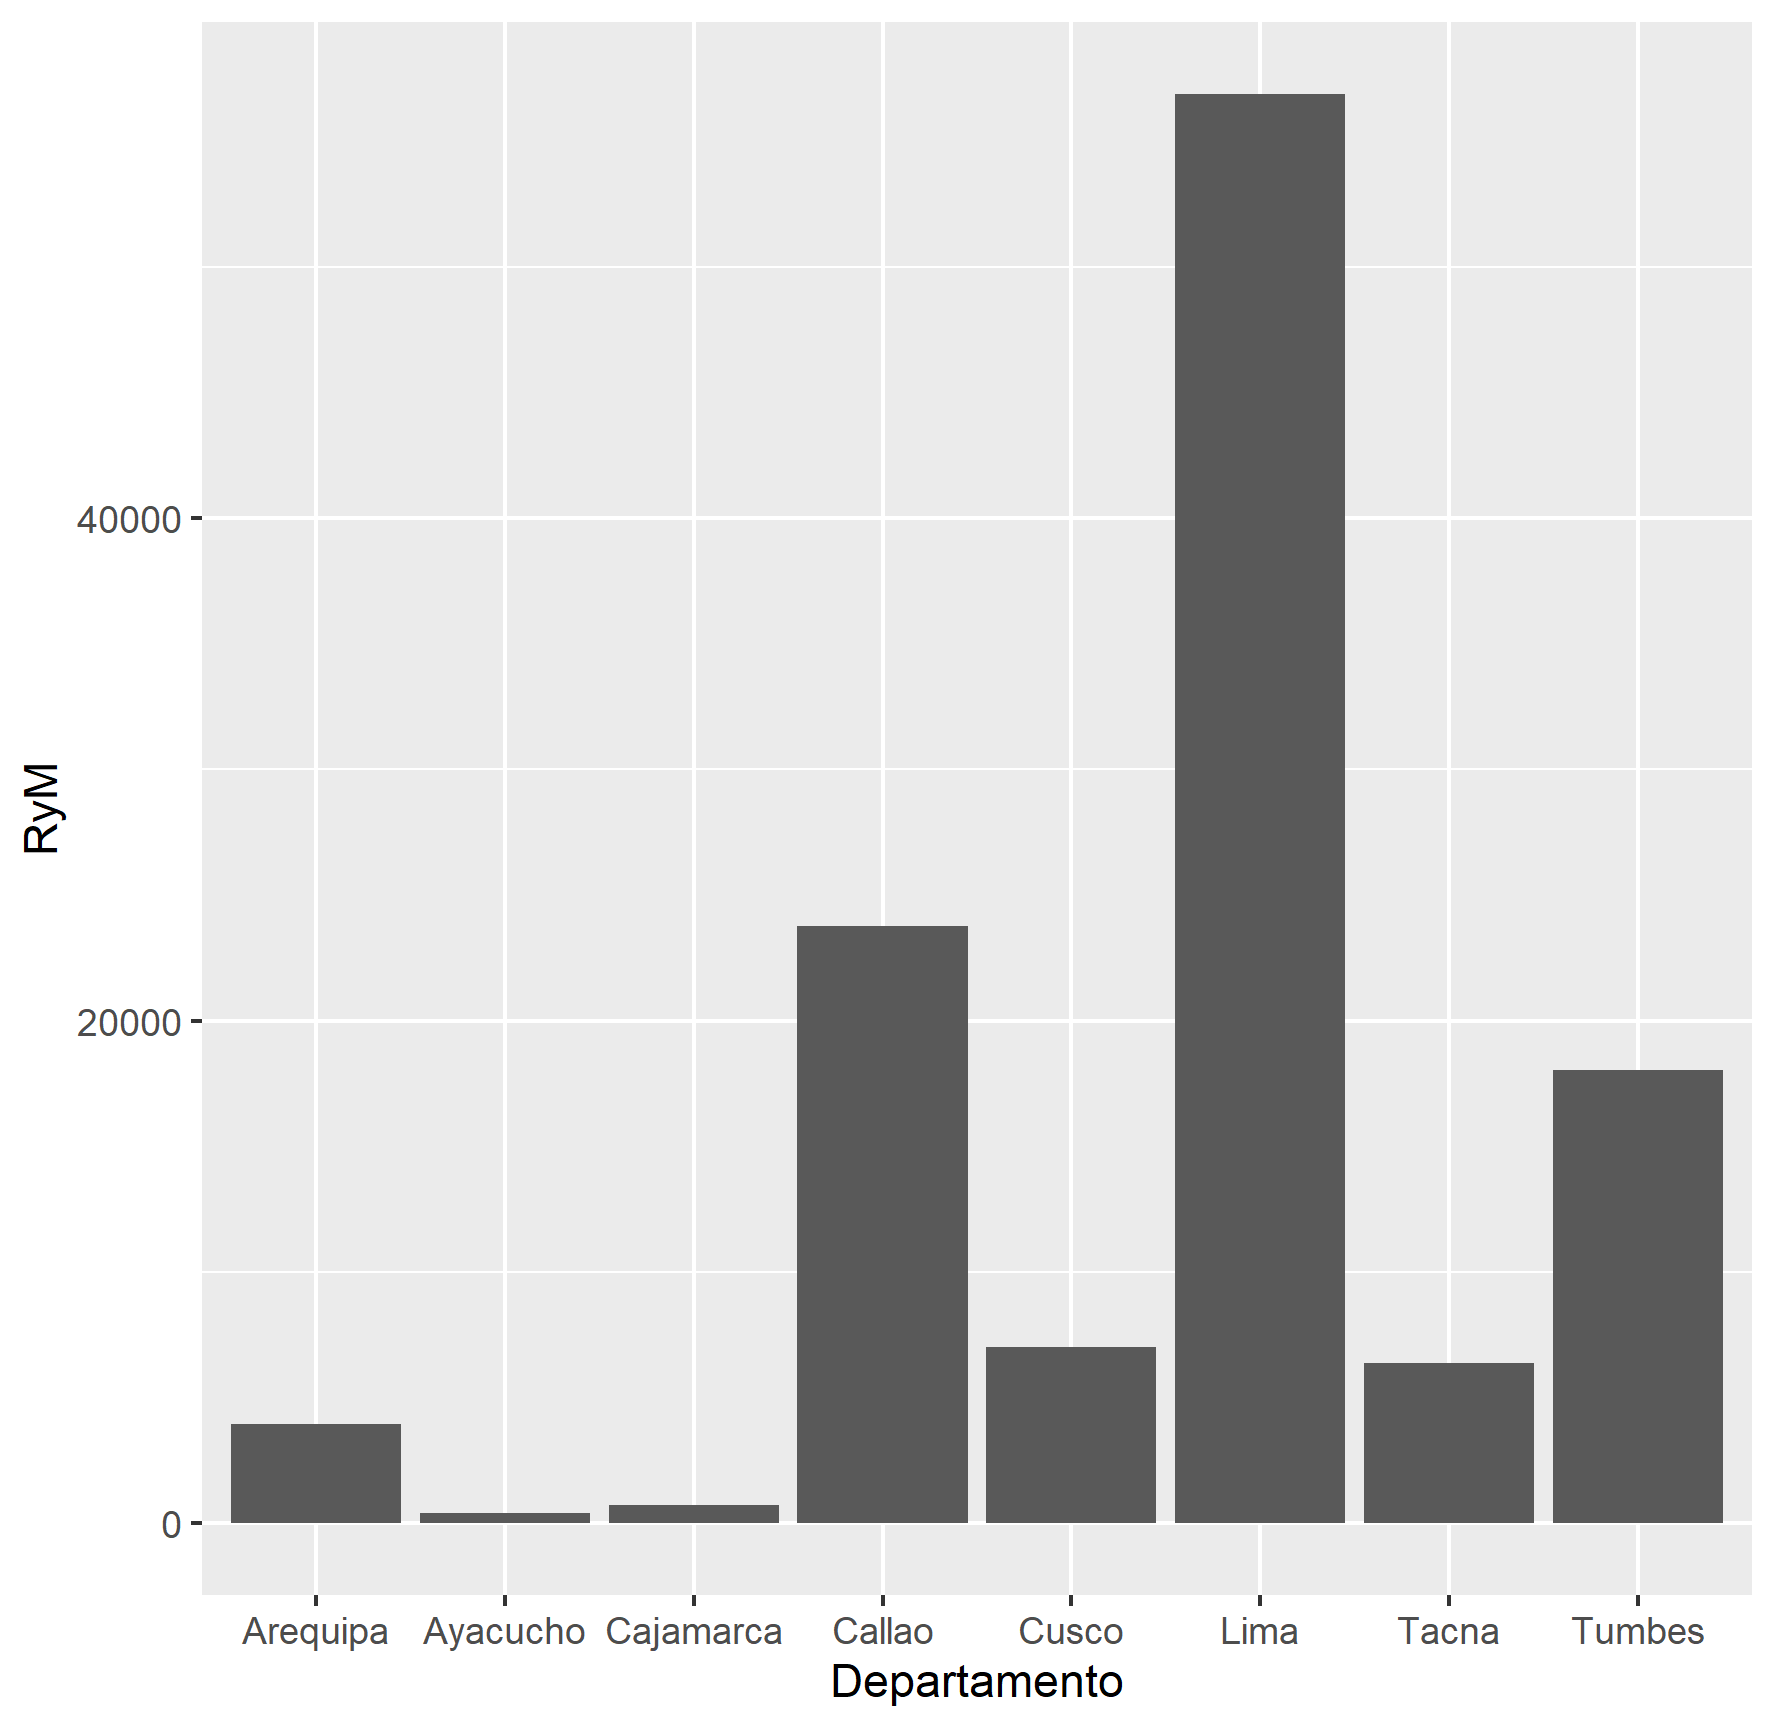 RyM
40000
20000
0
Arequipa Ayacucho Cajamarca Callao Cusco Lima Tacna Tumbes
Departamento